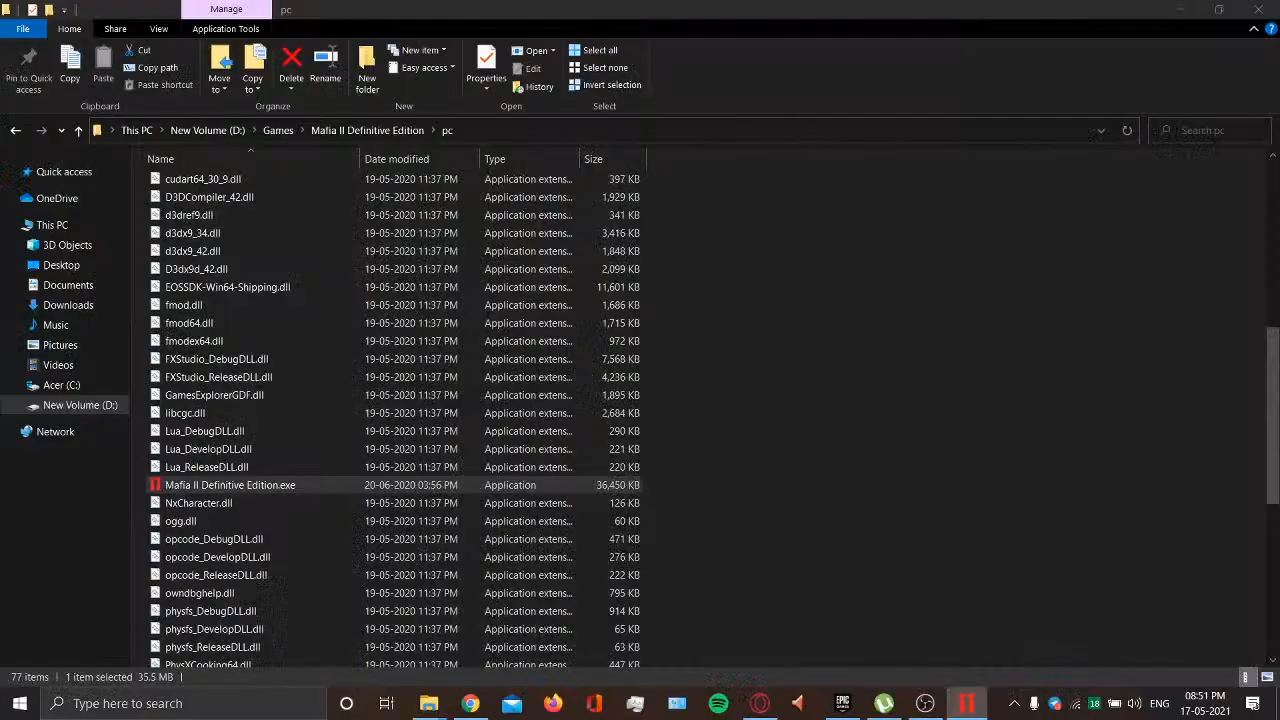 Manage
pc
File
Home
Share
View
Application Tools
Pin to Quick access
Copy
Paste
Cut
Copy path
Paste shortcut
Clipboard
Move to
Copy to
Delete
Rename
Organize
New folder
New item
Easy access
New
Properties
Open
Edit
History
Open
Select all
Select none
Invert selection
Select
This PC > New Volume (D:) > Games > Mafia II Definitive Edition > pc
Search pc
Quick access
OneDrive
This PC
3D Objects
Desktop
Documents
Downloads
Music
Pictures
Videos
Acer (C:)
New Volume (D:)
Network
Name Date modified Type Size
cudart64_30_9.dll 19-05-2020 11:37 PM Application extens... 397 KB
D3DCompiler_42.dll 19-05-2020 11:37 PM Application extens... 1,929 KB
d3dref9.dll 19-05-2020 11:37 PM Application extens... 341 KB
d3dx9_34.dll 19-05-2020 11:37 PM Application extens... 3,416 KB
d3dx9_42.dll 19-05-2020 11:37 PM Application extens... 1,848 KB
D3dx9d_42.dll 19-05-2020 11:37 PM Application extens... 2,099 KB
EOSSDK-Win64-Shipping.dll 19-05-2020 11:37 PM Application extens... 11,601 KB
fmod.dll 19-05-2020 11:37 PM Application extens... 1,686 KB
fmod64.dll 19-05-2020 11:37 PM Application extens... 1,715 KB
fmodex64.dll 19-05-2020 11:37 PM Application extens... 972 KB
FXStudio_DebugDLL.dll 19-05-2020 11:37 PM Application extens... 7,568 KB
FXStudio_ReleaseDLL.dll 19-05-2020 11:37 PM Application extens... 4,236 KB
GamesExplorerGDF.dll 19-05-2020 11:37 PM Application extens... 1,895 KB
libcgc.dll 19-05-2020 11:37 PM Application extens... 2,684 KB
Lua_DebugDLL.dll 19-05-2020 11:37 PM Application extens... 290 KB
Lua_DevelopDLL.dll 19-05-2020 11:37 PM Application extens... 221 KB
Lua_ReleaseDLL.dll 19-05-2020 11:37 PM Application extens... 220 KB
Mafia II Definitive Edition.exe 20-06-2020 03:56 PM Application 36,450 KB
NxCharacter.dll 19-05-2020 11:37 PM Application extens... 126 KB
ogg.dll 19-05-2020 11:37 PM Application extens... 60 KB
opcode_DebugDLL.dll 19-05-2020 11:37 PM Application extens... 471 KB
opcode_DevelopDLL.dll 19-05-2020 11:37 PM Application extens... 276 KB
opcode_ReleaseDLL.dll 19-05-2020 11:37 PM Application extens... 222 KB
owndbghelp.dll 19-05-2020 11:37 PM Application extens... 795 KB
physfs_DebugDLL.dll 19-05-2020 11:37 PM Application extens... 914 KB
physfs_DevelopDLL.dll 19-05-2020 11:37 PM Application extens... 65 KB
physfs_ReleaseDLL.dll 19-05-2020 11:37 PM Application extens... 63 KB
PhysXCooking64.dll 19-05-2020 11:37 PM Application extens... 447 KB
77 items 1 item selected 35.5 MB
Type here to search
EPIC GAMES
18
ENG
08:51 PM
17-05-2021